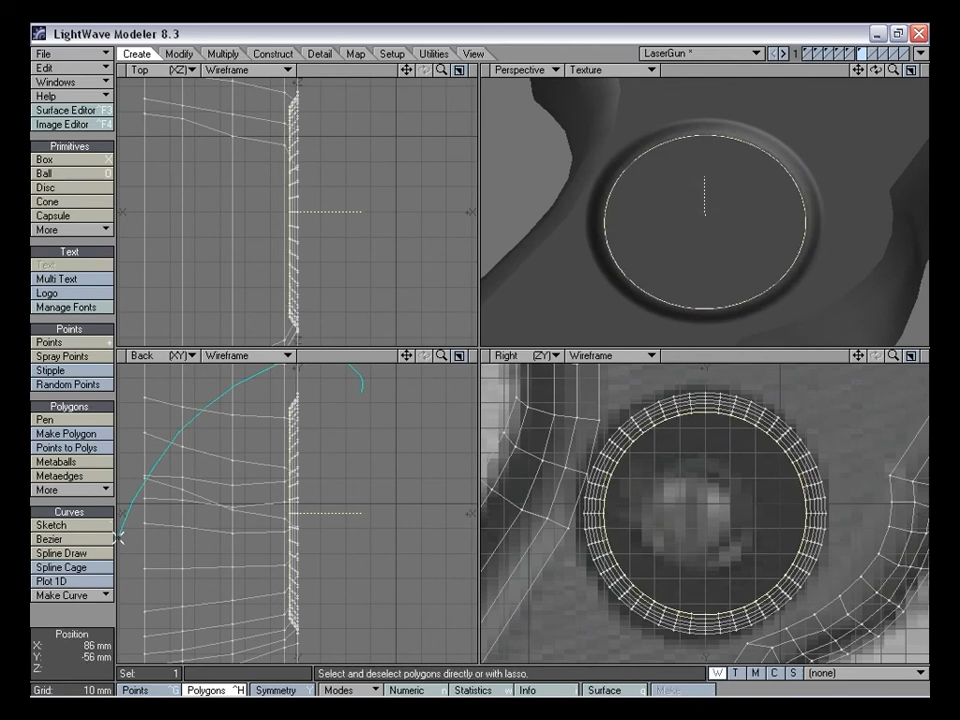 LightWave Modeler 8.3
File Create Modify Multiply Construct Detail Map Setup Utilities View LaserGun * 1
Edit Top (XZ) Wireframe Perspective Texture
Windows
Help
Surface Editor ^F3
Image Editor ^F4
Primitives
Box X
Ball O
Disc
Cone
Capsule
More
Text
Text
Multi Text
Logo
Manage Fonts
Points
Points +
Spray Points Back (XY) Wireframe Right (ZY) Wireframe
Stipple
Random Points
Polygons
Pen
Make Polygon
Points to Polys
Metaballs
Metaedges
More
Curves
Sketch
Bezier
Spline Draw
Spline Cage
Plot 1D
Make Curve
Position
X: 86 mm
Y: -56 mm
Z:
Sel: 1 Select and deselect polygons directly or with lasso. W T M C S (none)
Grid: 10 mm Points ^G Polygons ^H Symmetry Y Modes Numeric n Statistics w Info i Surface q Make